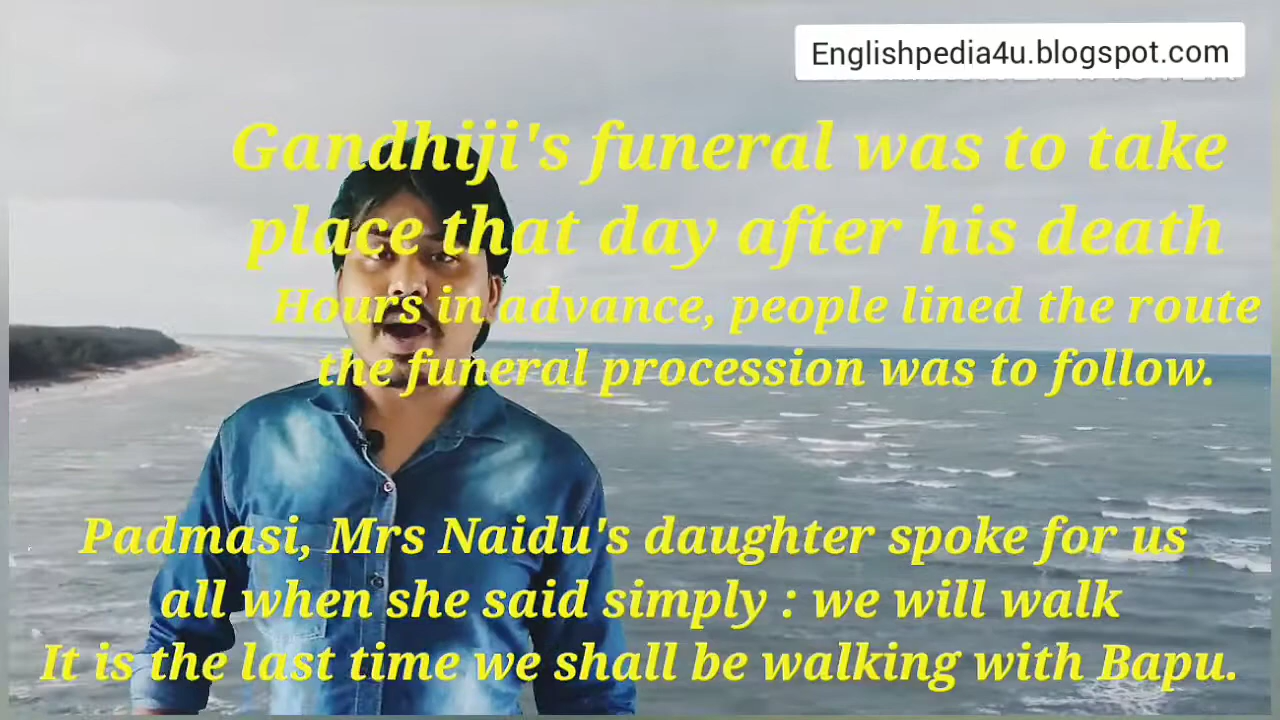 Englishpedia4u.blogspot.com
Gandhiji's funeral was to take
place that day after his death
Hours in advance, people lined the route
the funeral procession was to follow.
Padmasi, Mrs Naidu's daughter spoke for us
all when she said simply : we will walk
It is the last time we shall be walking with Bapu.